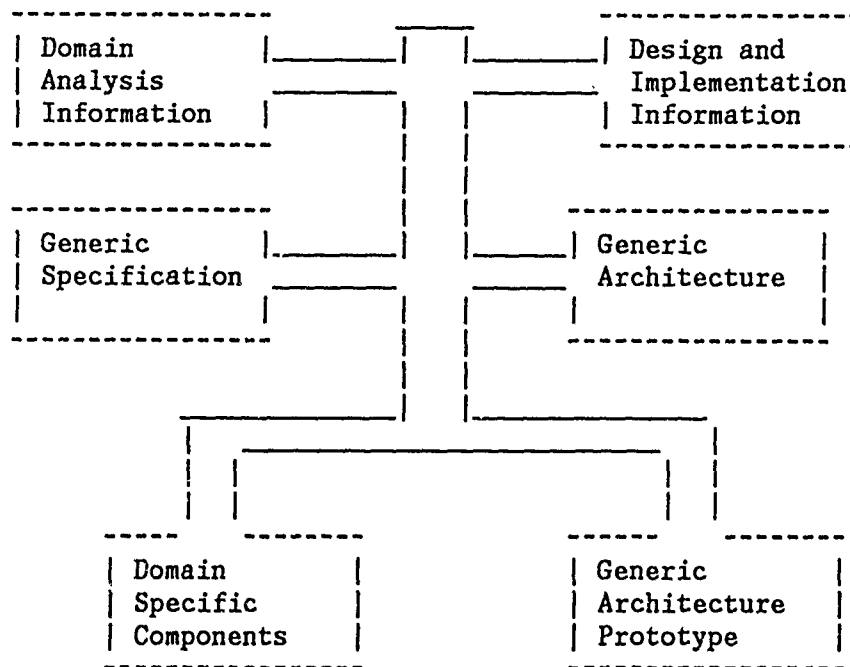 Domain
Analysis
Information
Design and
Implementation
Information
Generic
Specification
Generic
Architecture
Domain
Specific
Components
Generic
Architecture
Prototype